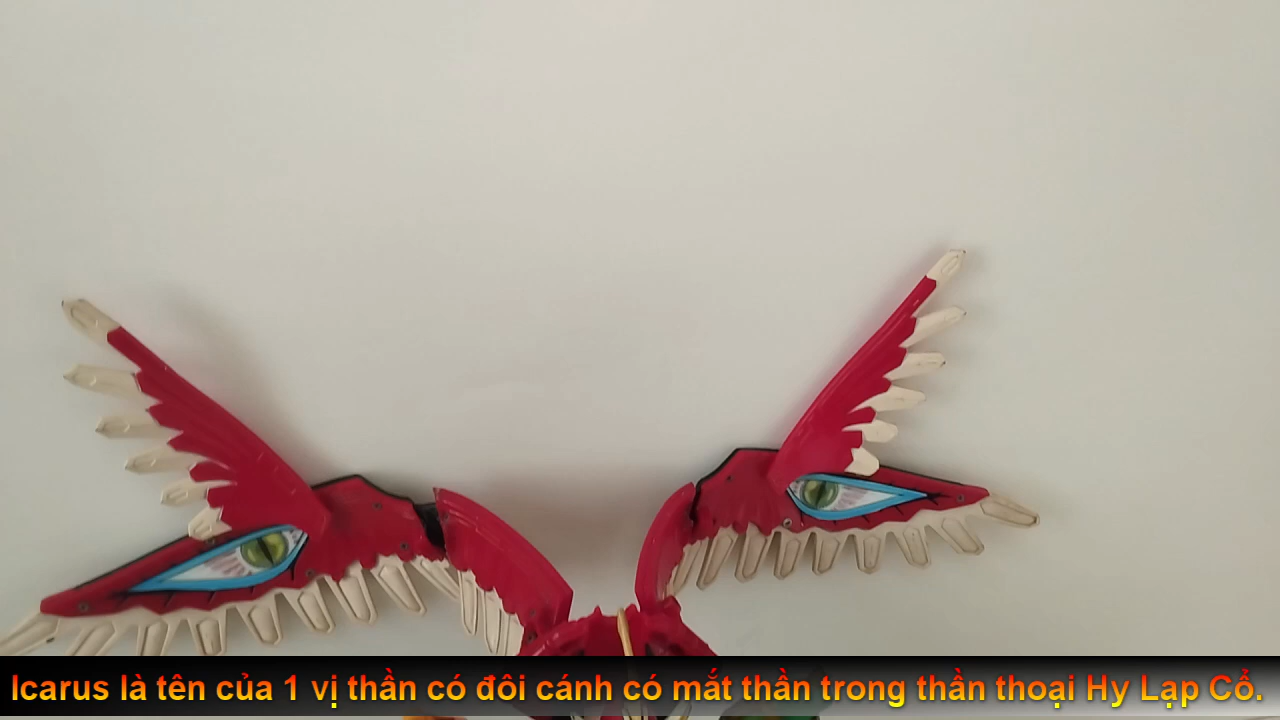 Icarus là tên của 1 vị thần có đôi cánh có mắt thần trong thần thoại Hy Lạp Cổ.